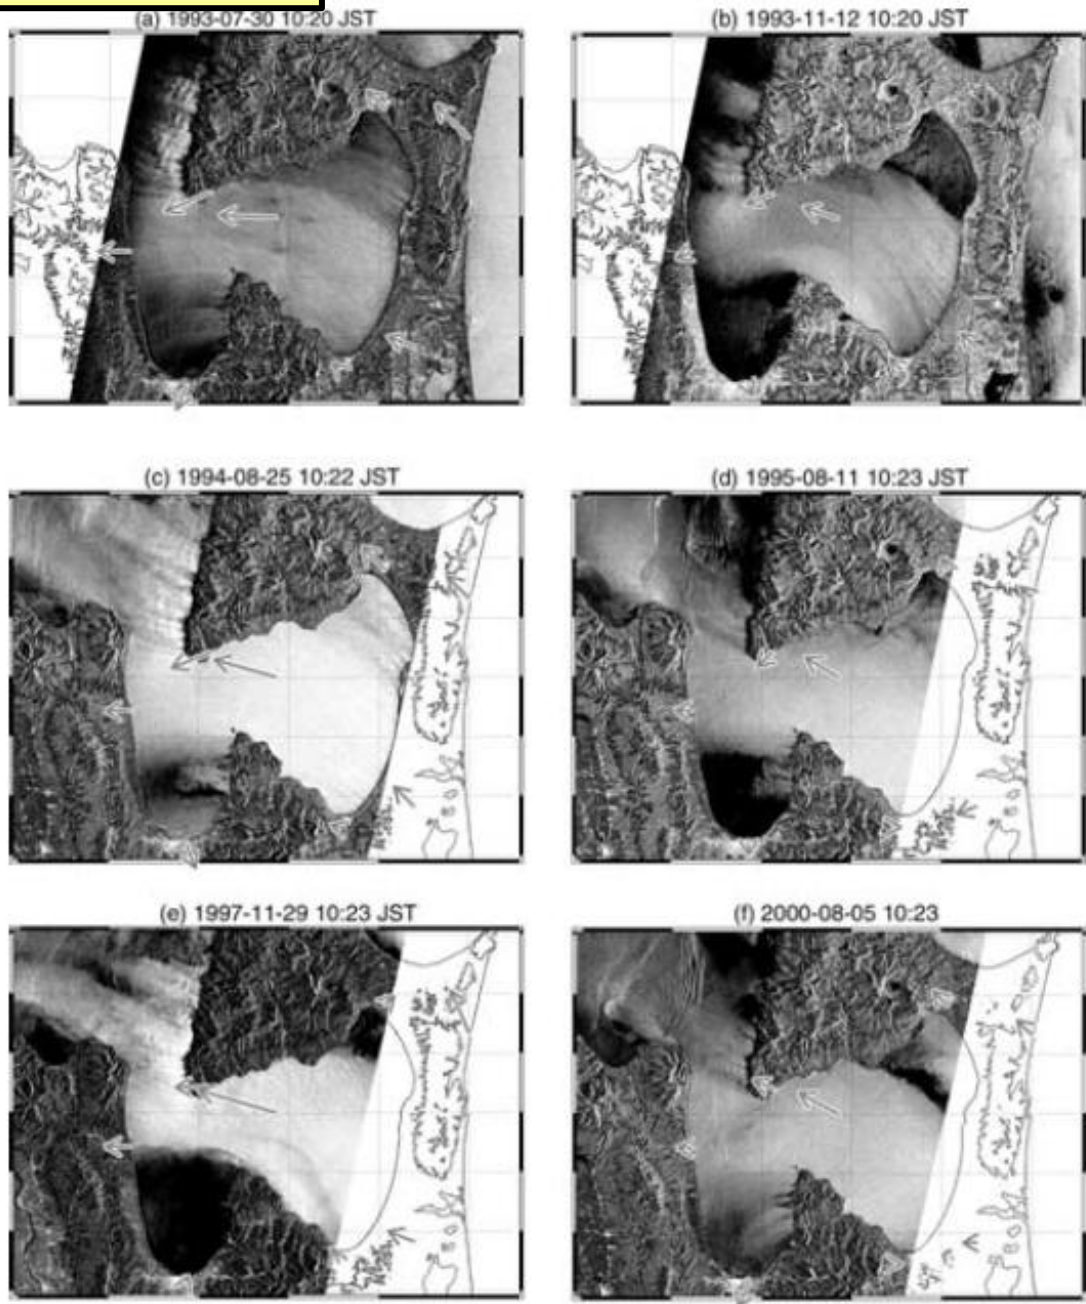 (a) 1993-07-30 10:20 JST
(b) 1993-11-12 10:20 JST
(c) 1994-08-25 10:22 JST
(d) 1995-08-11 10:23 JST
(e) 1997-11-29 10:23 JST
(f) 2000-08-05 10:23